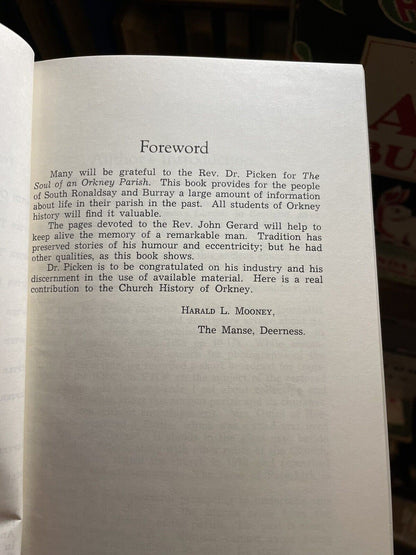 Foreword
Many will be grateful to the Rev. Dr. Picken for The
Soul of an Orkney Parish. This book provides for the people
of South Ronaldsay and Burray a large amount of information
about life in their parish in the past. All students of Orkney
history will find it valuable.
The pages devoted to the Rev. John Gerard will help to
keep alive the memory of a remarkable man. Tradition has
preserved stories of his humour and eccentricity; but he had
other qualities, as this book shows.
Dr. Picken is to be congratulated on his industry and his
discernment in the use of available material. Here is a real
contribution to the Church History of Orkney.
Harald L. Mooney,
The Manse, Deerness.